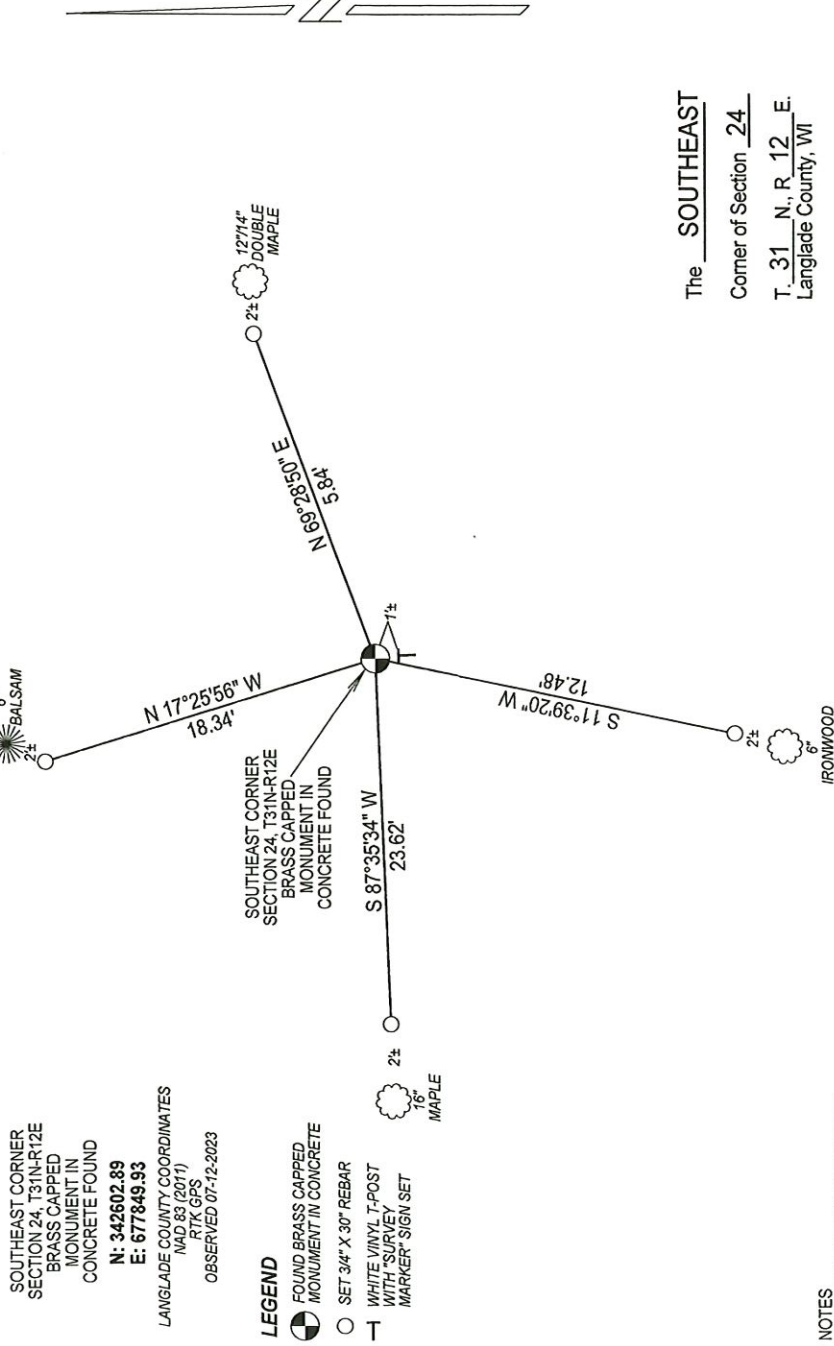 SOUTHEAST CORNER
SECTION 24, T31N-R12E
BRASS CAPPED
MONUMENT IN
CONCRETE FOUND
N: 342602.89
E: 677849.93
LANGLADE COUNTY COORDINATES
NAD 83 (2011)
RTK GPS
OBSERVED 07-12-2023
LEGEND
FOUND BRASS CAPPED
MONUMENT IN CONCRETE
SET 3/4" X 30" REBAR
T WHITE VINYL T-POST
WITH "SURVEY
MARKER" SIGN SET
BALSAM
2'±
N 17°25'56" W
18.34'
SOUTHEAST CORNER
SECTION 24, T31N-R12E
BRASS CAPPED
MONUMENT IN
CONCRETE FOUND
N 69°28'50" E
5.84'
2'±
12"/14"
DOUBLE
MAPLE
1'±
T
S 87°35'34" W
23.62'
2'±
16"
MAPLE
S 11°39'20" W
12.48'
2'±
6"
IRONWOOD
The SOUTHEAST
Corner of Section 24
T. 31 N., R 12 E.
Langlade County, WI
NOTES